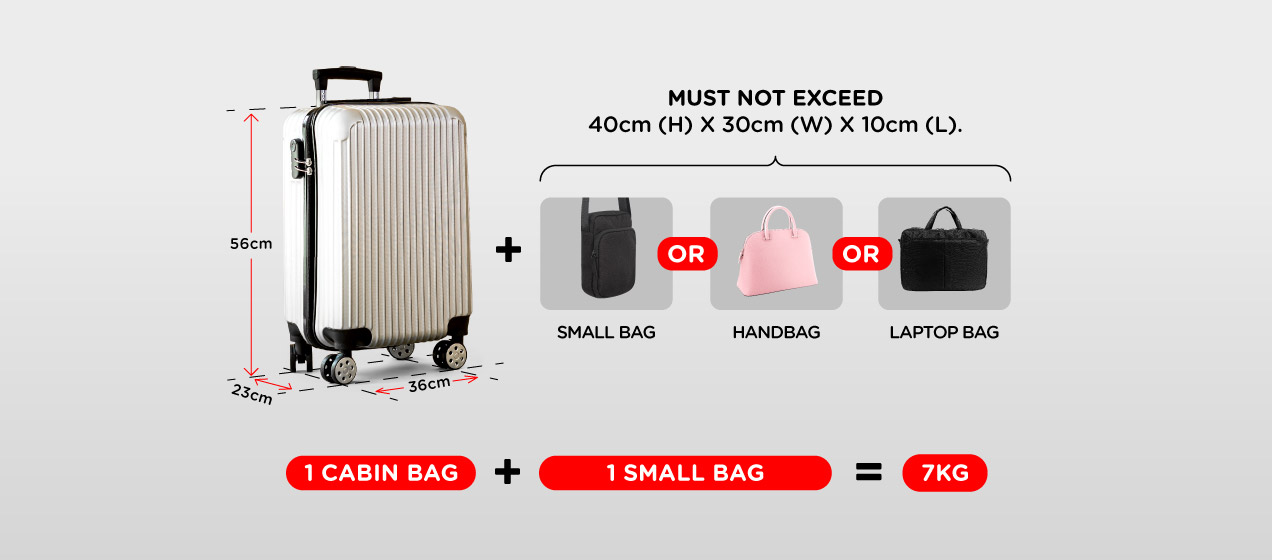 MUST NOT EXCEED
40cm (H) X 30cm (W) X 10cm (L).
56cm
23cm
36cm
+
OR
OR
SMALL BAG
HANDBAG
LAPTOP BAG
1 CABIN BAG + 1 SMALL BAG = 7KG